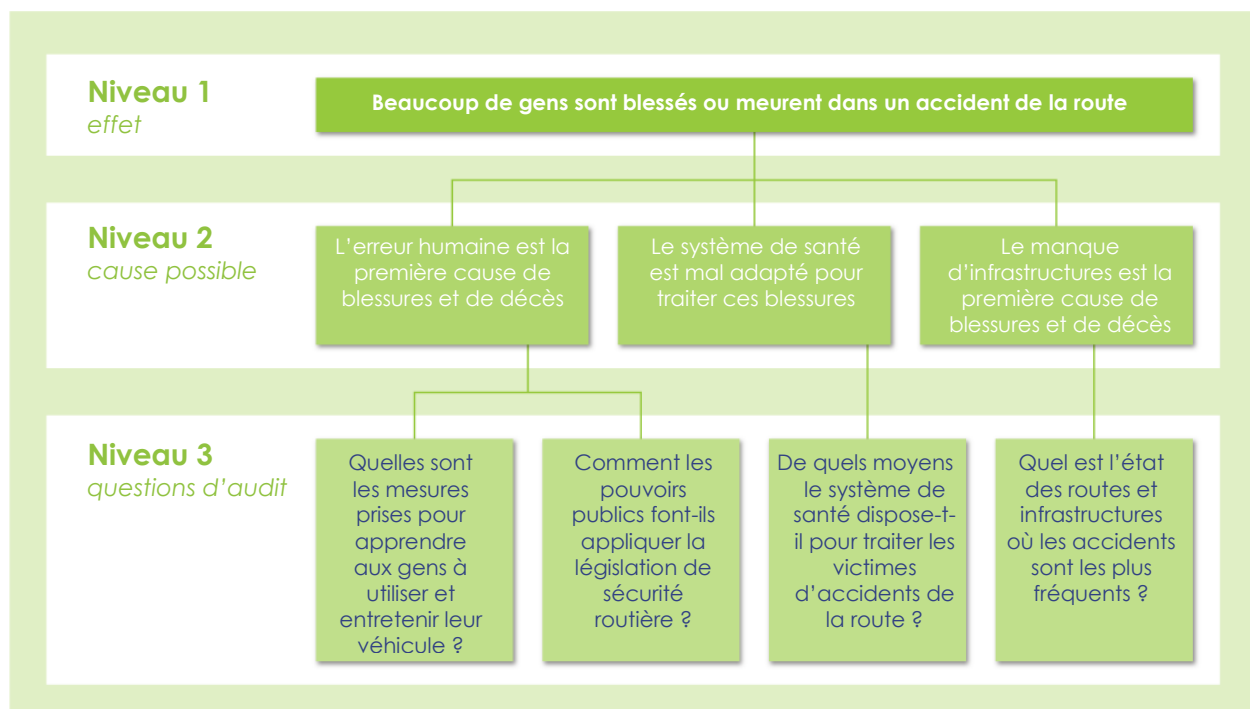 Niveau 1
effet
Beaucoup de gens sont blessés ou meurent dans un accident de la route
Niveau 2
cause possible
L'erreur humaine est la
première cause de
blessures et de décès
Le système de santé
est mal adapté pour
traiter ces blessures
Le manque
d'infrastructures est la
première cause de
blessures et de décès
Niveau 3
questions d'audit
Quelles sont
les mesures
prises pour
apprendre
aux gens à
utiliser et
entretenir leur
véhicule ?
Comment les
pouvoirs
publics font-ils
appliquer la
législation de
sécurité
routière ?
De quels moyens
le système de
santé dispose-t-
il pour traiter les
victimes
d'accidents de
la route ?
Quel est l'état
des routes et
infrastructures
où les accidents
sont les plus
fréquents ?